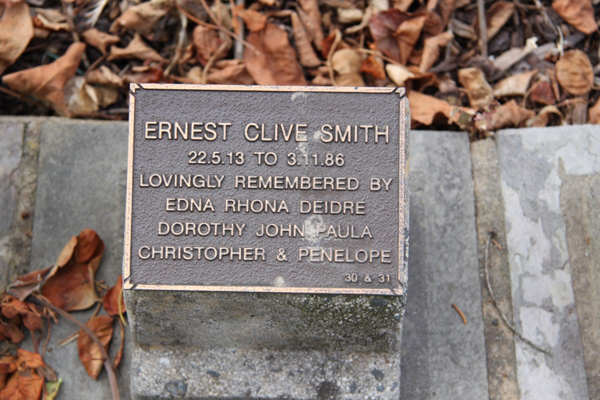 ERNEST CLIVE SMITH
22.5.13 TO 3.11.86
LOVINGLY REMEMBERED BY
EDNA RHONA DEIDRE
DOROTHY JOHN PAULA
CHRISTOPHER & PENELOPE
30 & 31